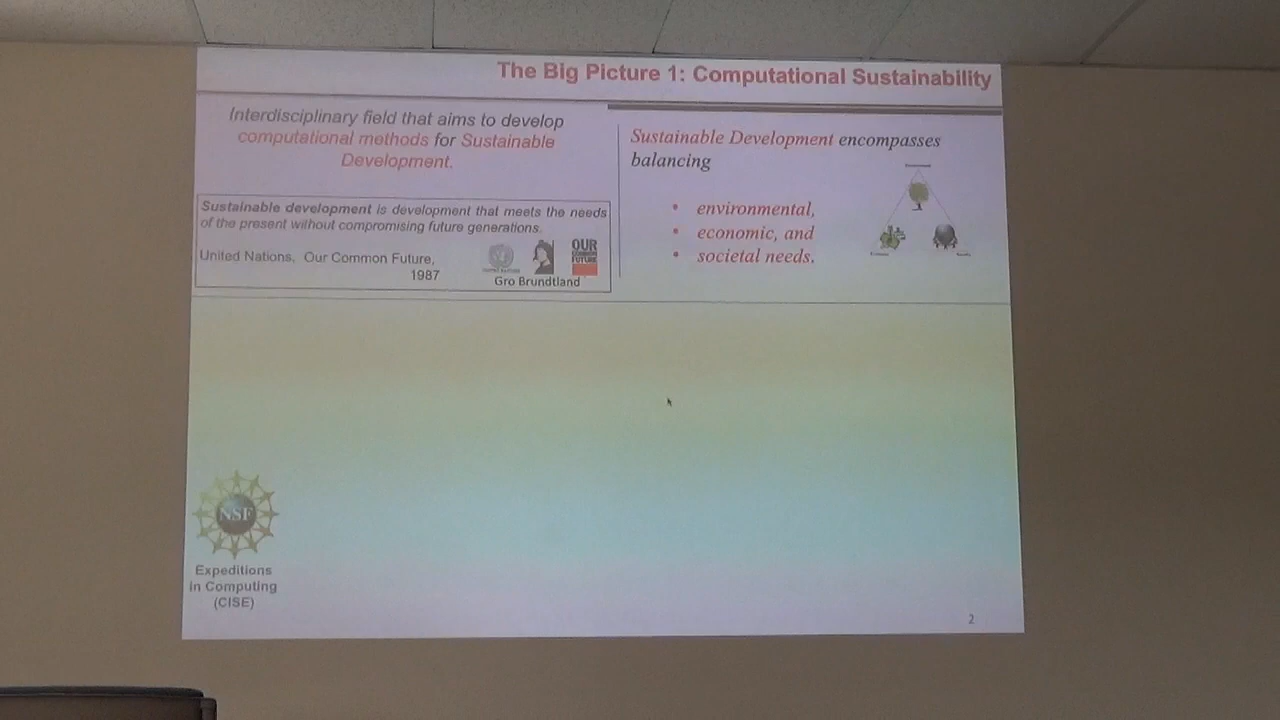 The Big Picture 1: Computational Sustainability
Interdisciplinary field that aims to develop
computational methods for Sustainable
Development.
Sustainable development is development that meets the needs
of the present without compromising future generations.
United Nations, Our Common Future,
1987
OUR
COMMON
FUTURE
Gro Brundtland
Sustainable Development encompasses
balancing
• environmental,
• economic, and
• societal needs,
NSF
Expeditions
in Computing
(CISE)
2